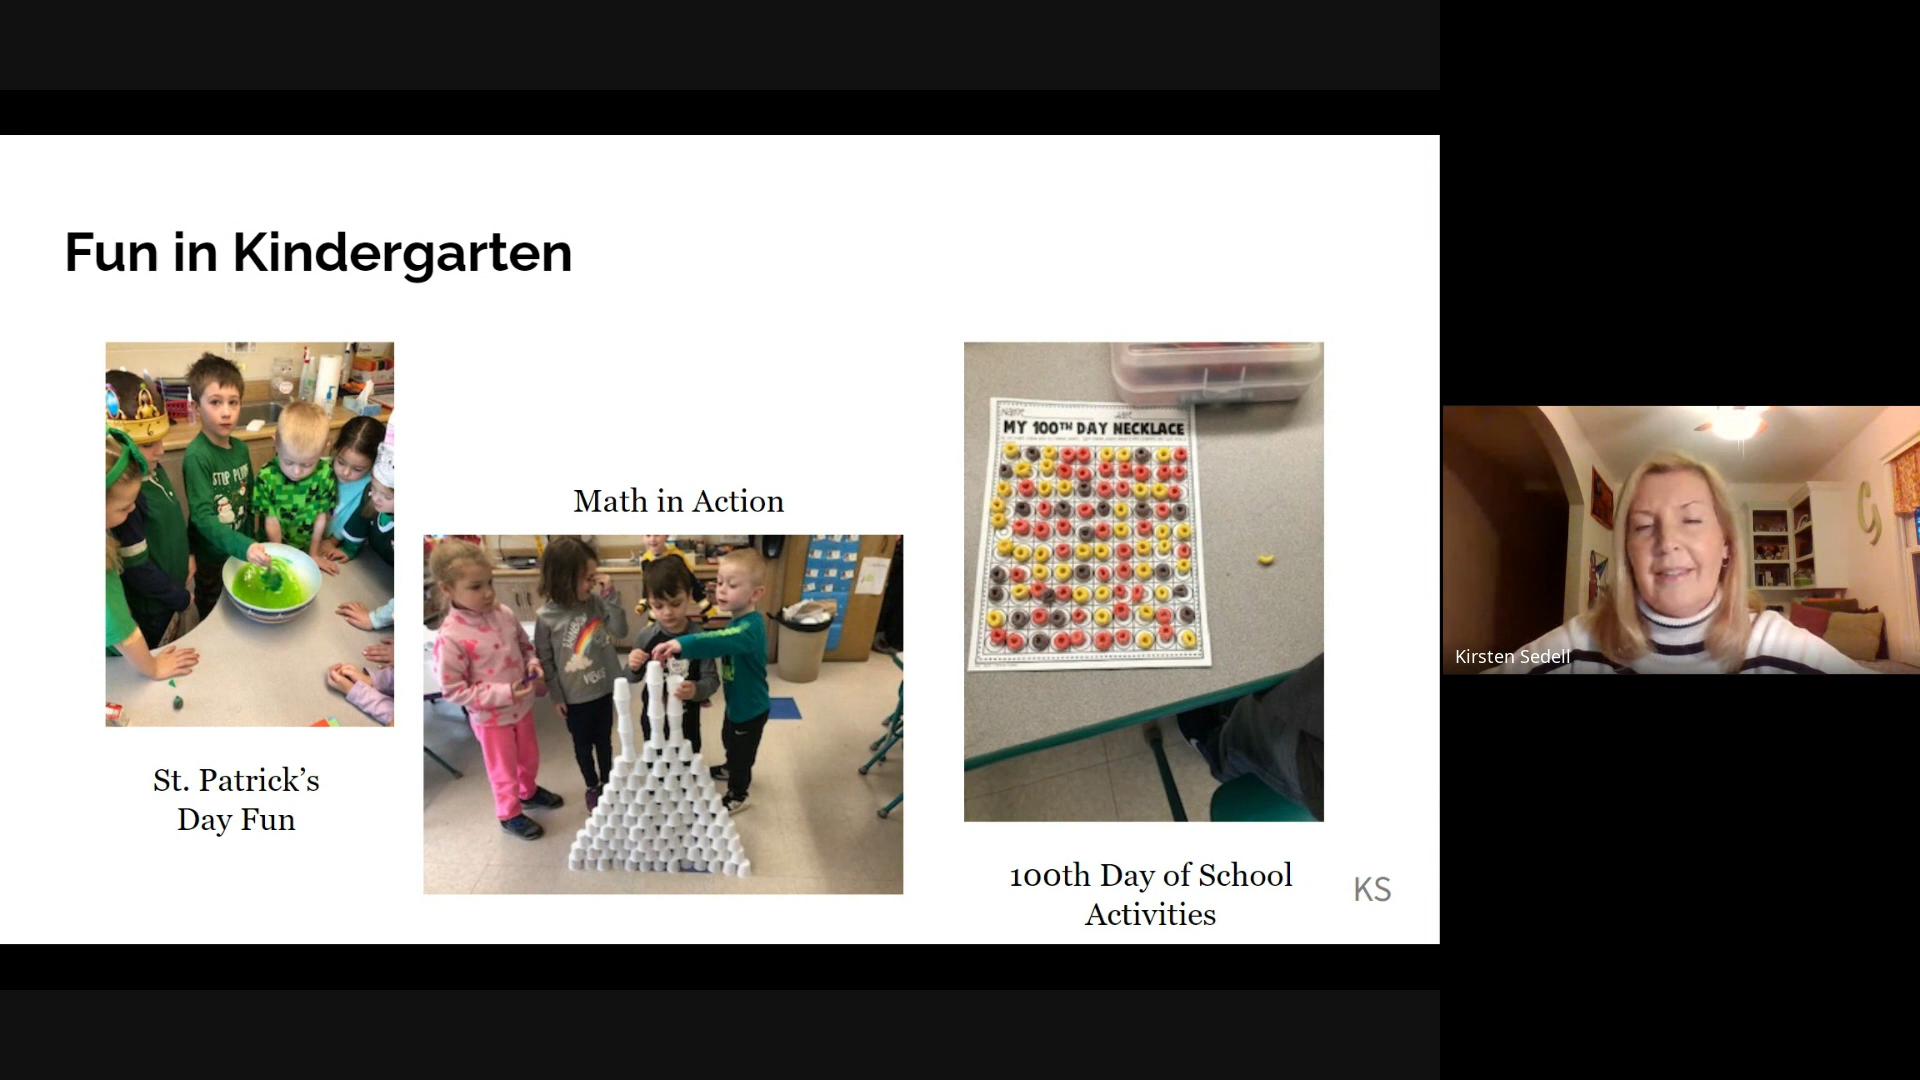 Fun in Kindergarten
Math in Action
MY 100TH DAY NECKLACE
St. Patrick's
Day Fun
100th Day of School
Activities
KS
Kirsten Sedell